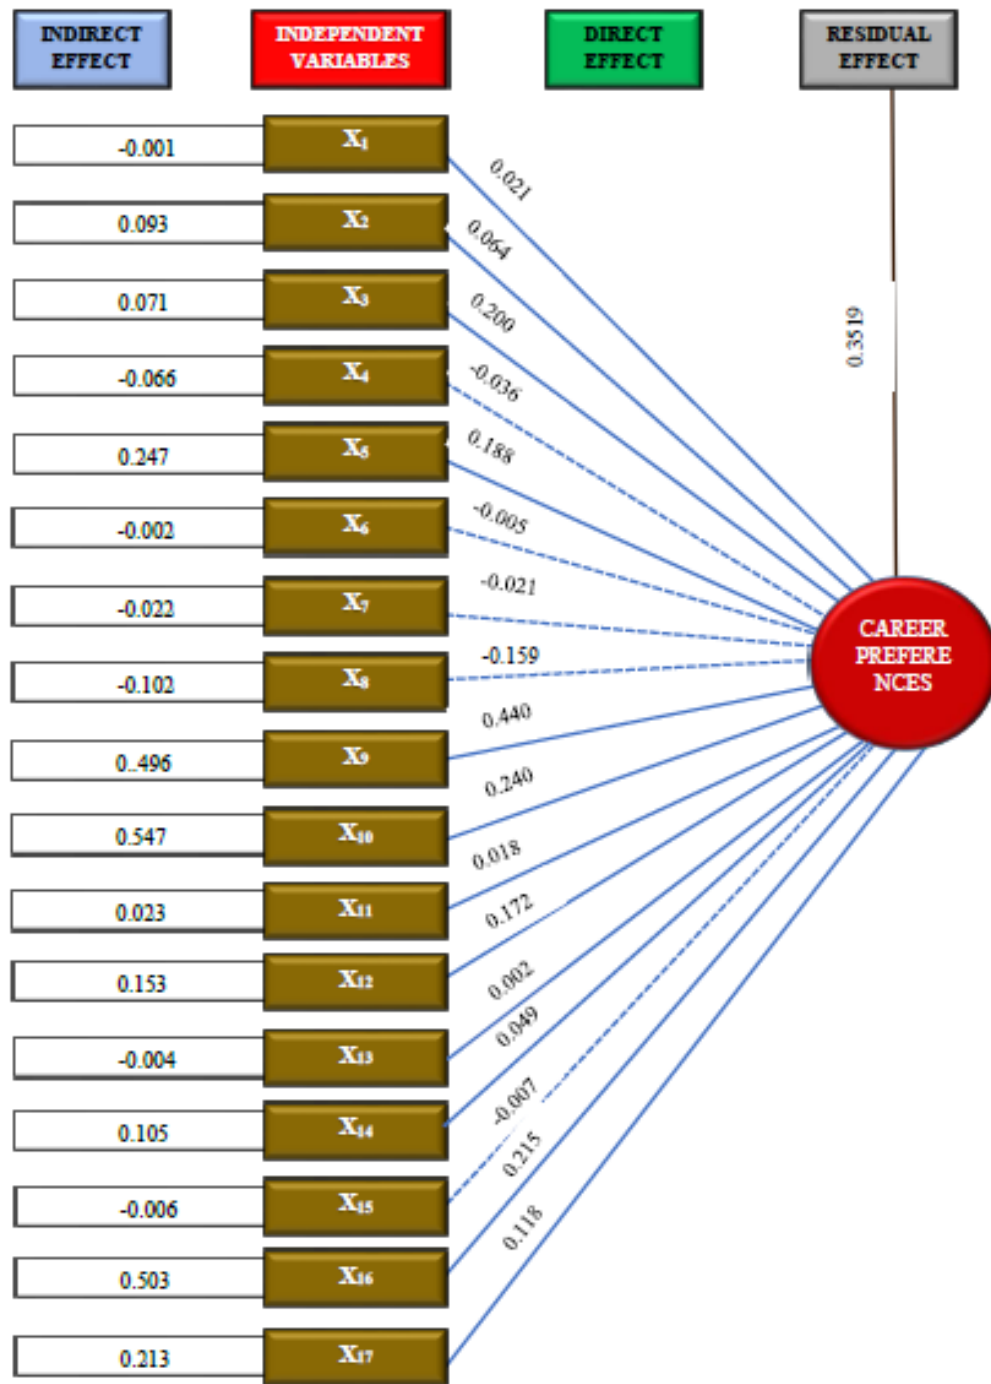 INDIRECT
EFFECT
INDEPENDENT
VARIABLES
DIRECT
EFFECT
RESIDUAL
EFFECT
-0.001
X1
0.021
0.093
X2
0.064
0.071
X3
0.200
-0.066
X4
-0.036
0.247
X5
0.188
-0.002
X6
-0.005
-0.022
X7
-0.021
-0.102
X8
-0.159
0..496
X9
0.440
0.547
X10
0.240
0.023
X11
0.018
0.153
X12
0.172
-0.004
X13
0.002
0.105
X14
0.049
-0.006
X15
-0.007
0.503
X16
0.215
0.213
X17
0.118
0.3519
CAREER
PREFERE
NCES